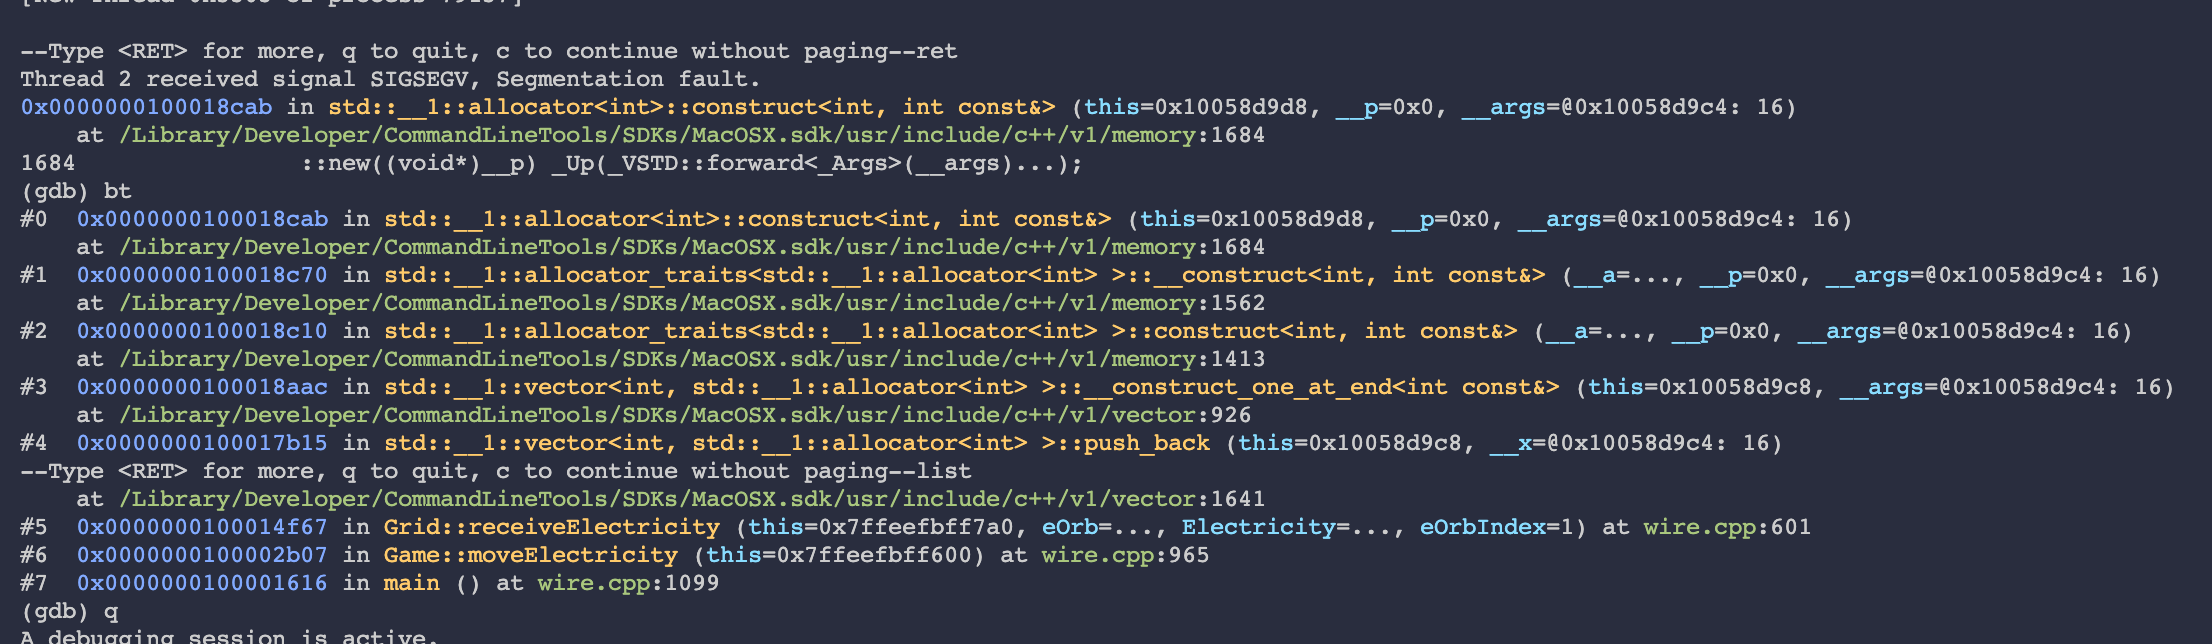 --Type <RET> for more, q to quit, c to continue without paging--ret
Thread 2 received signal SIGSEGV, Segmentation fault.
0x0000000100018cab in std::__1::allocator<int>::construct<int, int const&> (this=0x10058d9d8, __p=0x0, __args=@0x10058d9c4: 16)
    at /Library/Developer/CommandLineTools/SDKs/MacOSX.sdk/usr/include/c++/v1/memory:1684
1684                ::new((void*)__p) _Up(_VSTD::forward<_Args>(__args)...);
(gdb) bt
#0  0x0000000100018cab in std::__1::allocator<int>::construct<int, int const&> (this=0x10058d9d8, __p=0x0, __args=@0x10058d9c4: 16)
    at /Library/Developer/CommandLineTools/SDKs/MacOSX.sdk/usr/include/c++/v1/memory:1684
#1  0x0000000100018c70 in std::__1::allocator_traits<std::__1::allocator<int> >::__construct<int, int const&> (__a=..., __p=0x0, __args=@0x10058d9c4: 16)
    at /Library/Developer/CommandLineTools/SDKs/MacOSX.sdk/usr/include/c++/v1/memory:1562
#2  0x0000000100018c10 in std::__1::allocator_traits<std::__1::allocator<int> >::construct<int, int const&> (__a=..., __p=0x0, __args=@0x10058d9c4: 16)
    at /Library/Developer/CommandLineTools/SDKs/MacOSX.sdk/usr/include/c++/v1/memory:1413
#3  0x0000000100018aac in std::__1::vector<int, std::__1::allocator<int> >::__construct_one_at_end<int const&> (this=0x10058d9c8, __args=@0x10058d9c4: 16)
    at /Library/Developer/CommandLineTools/SDKs/MacOSX.sdk/usr/include/c++/v1/vector:926
#4  0x0000000100017b15 in std::__1::vector<int, std::__1::allocator<int> >::push_back (this=0x10058d9c8, __x=@0x10058d9c4: 16)
--Type <RET> for more, q to quit, c to continue without paging--list
    at /Library/Developer/CommandLineTools/SDKs/MacOSX.sdk/usr/include/c++/v1/vector:1641
#5  0x0000000100014f67 in Grid::receiveElectricity (this=0x7ffeefbff7a0, eOrb=..., Electricity=..., eOrbIndex=1) at wire.cpp:601
#6  0x0000000100002b07 in Game::moveElectricity (this=0x7ffeefbff600) at wire.cpp:965
#7  0x0000000100001616 in main () at wire.cpp:1099
(gdb) q
A debugging session is active.